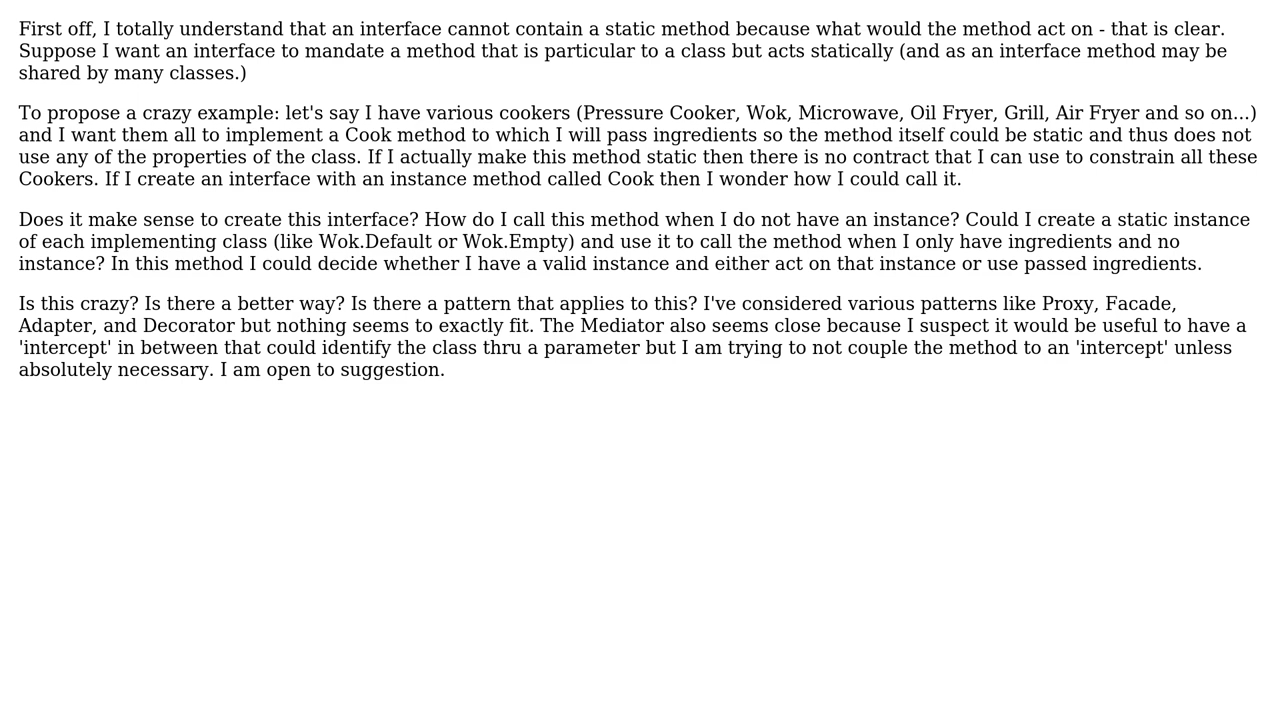 First off, I totally understand that an interface cannot contain a static method because what would the method act on - that is clear.
Suppose I want an interface to mandate a method that is particular to a class but acts statically (and as an interface method may be
shared by many classes.)
To propose a crazy example: let's say I have various cookers (Pressure Cooker, Wok, Microwave, Oil Fryer, Grill, Air Fryer and so on...)
and I want them all to implement a Cook method to which I will pass ingredients so the method itself could be static and thus does not
use any of the properties of the class. If I actually make this method static then there is no contract that I can use to constrain all these
Cookers. If I create an interface with an instance method called Cook then I wonder how I could call it.
Does it make sense to create this interface? How do I call this method when I do not have an instance? Could I create a static instance
of each implementing class (like Wok.Default or Wok.Empty) and use it to call the method when I only have ingredients and no
instance? In this method I could decide whether I have a valid instance and either act on that instance or use passed ingredients.
Is this crazy? Is there a better way? Is there a pattern that applies to this? I've considered various patterns like Proxy, Facade,
Adapter, and Decorator but nothing seems to exactly fit. The Mediator also seems close because I suspect it would be useful to have a
'intercept' in between that could identify the class thru a parameter but I am trying to not couple the method to an 'intercept' unless
absolutely necessary. I am open to suggestion.